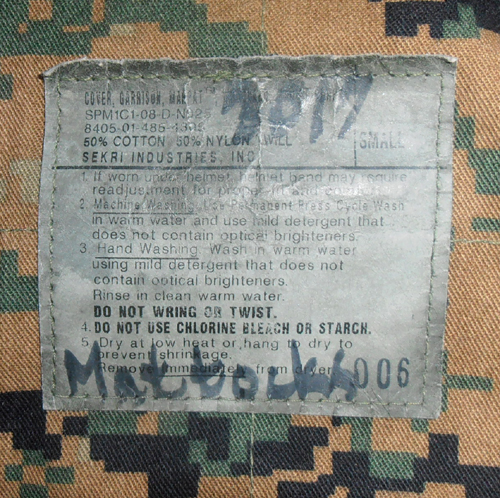 COVER, GARRISON, MARPAT
SPM1C1-08-D-N
8405-01-485-
50% COTTON 50% NYLON WILL
SMALL
SEKRI INDUSTRIES, INC
1. If worn under helmet, helmet band may require
readjustment for proper fit and
2. Machine Washing. Use Permanent Press Cycle Wash
in warm water and use mild detergent that
does not contain optical brighteners.
3. Hand Washing. Wash in warm water
using mild detergent that does not
contain optical brighteners.
Rinse in clean warm water.
DO NOT WRING OR TWIST.
4. DO NOT USE CHLORINE BLEACH OR STARCH.
5. Dry at low heat or hang to dry to
prevent shrinkage.
Remove immediately from dryer
006